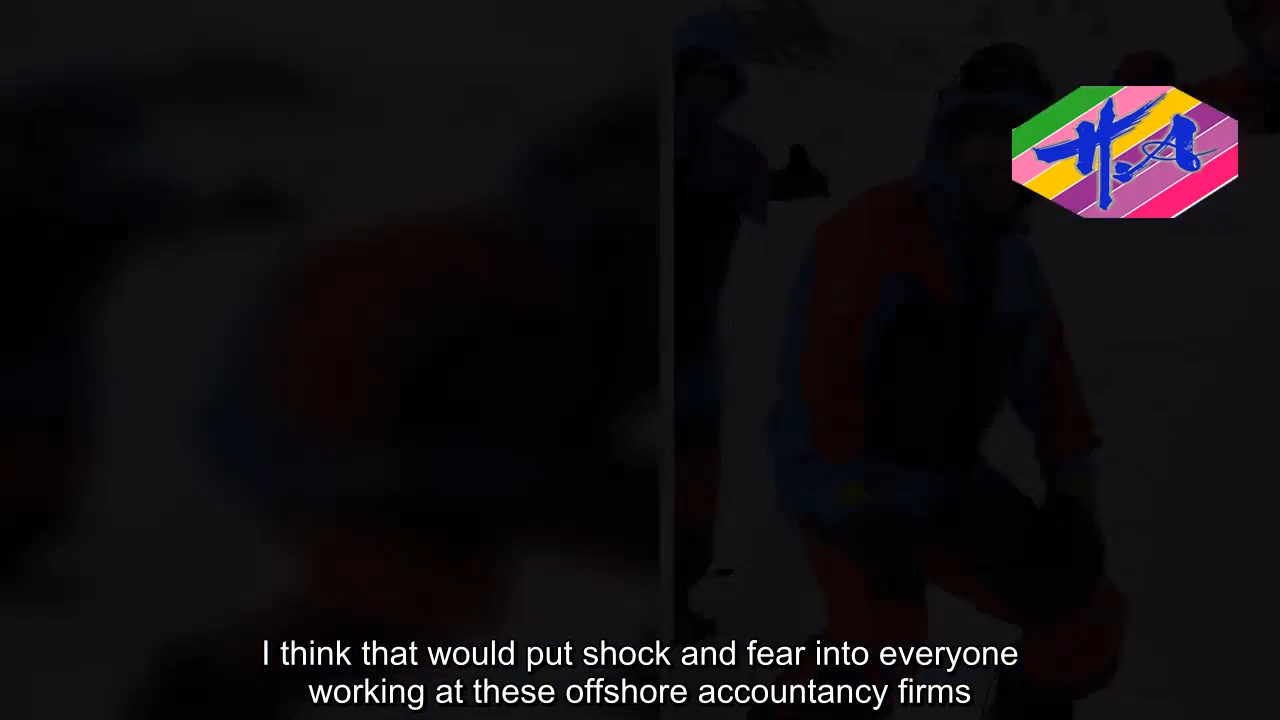 H.A
I think that would put shock and fear into everyone
working at these offshore accountancy firms